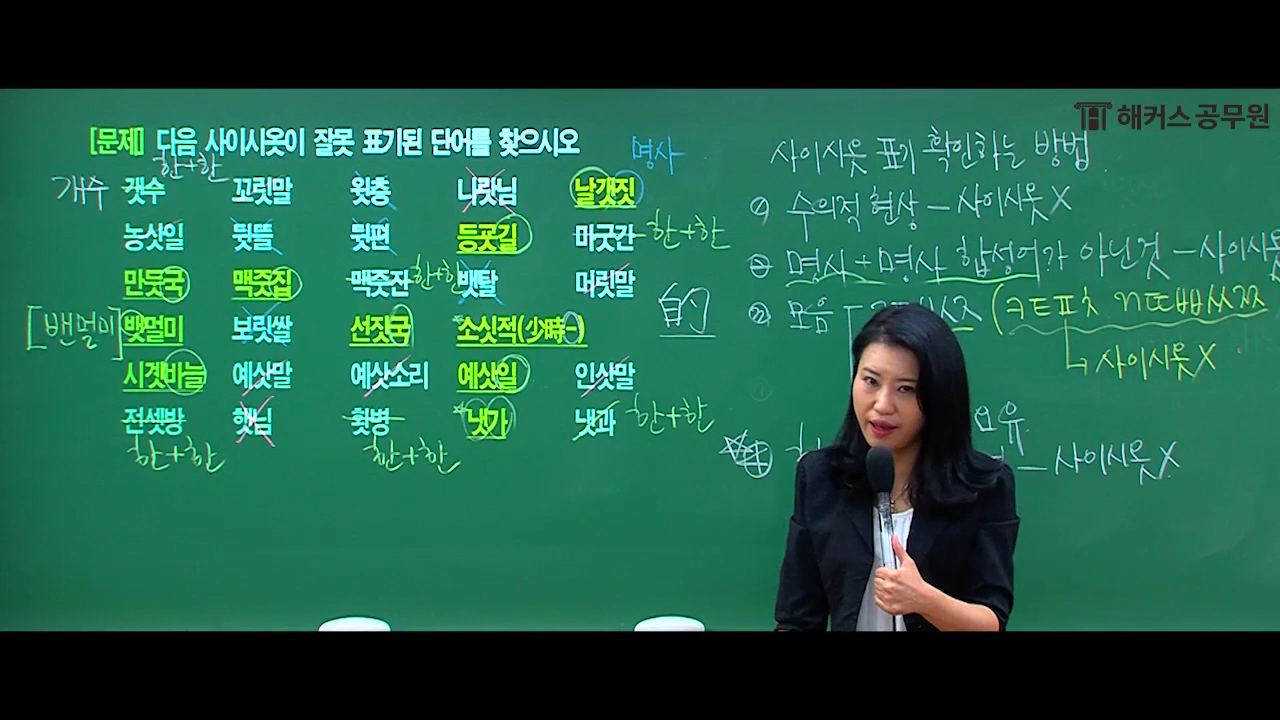 해커스공무원
[문제] 다음 사이시옷이 잘못 표기된 단어를 찾으시오
명사
한+한
개수 갯수 꼬릿말 윗층 나랏님 날갯짓
농삿일 뒷뜰 뒷편 등굣길 마굿간 한+한
만둣국 맥줏집 맥줏잔 한+한 뱃탈 머릿말
[밴멀미] 뱃멀미 보릿쌀 선짓국 소싯적(少時-)
시곗바늘 예삿말 예삿소리 예삿일 인삿말
전셋방 햇님 횟병 냇가 냇과 한+한
한+한 한+한
的
사이시옷 표기 확인하는 방법
수의적 현상 - 사이시옷 X
② 명사+명사 합성어가 아닌것 - 사이시옷
모음 (ㅋㅌㅍㅊ ㄲㄸㅃㅆㅉ
사이시옷X
요유
- 사이시옷X